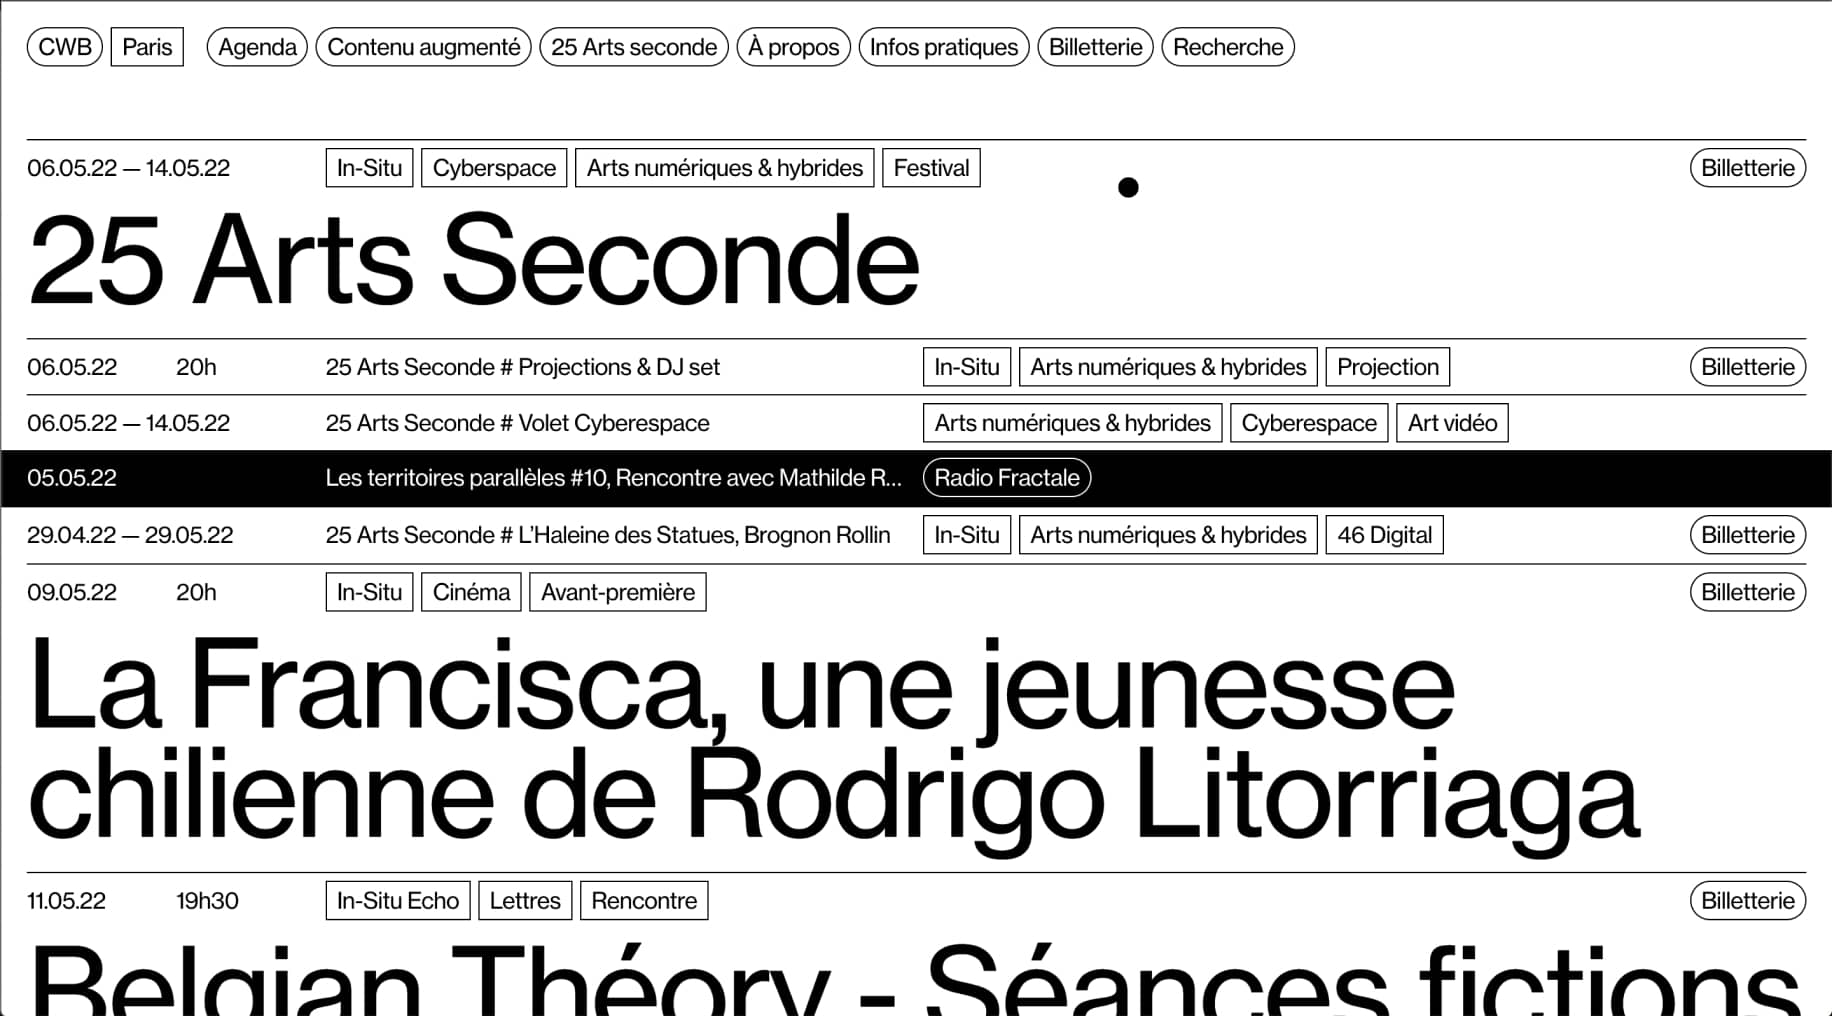 CWB Paris Agenda Contenu augmenté 25 Arts seconde À propos Infos pratiques Billetterie Recherche
06.05.22 — 14.05.22 In-Situ Cyberspace Arts numériques & hybrides Festival Billetterie
25 Arts Seconde
06.05.22 20h 25 Arts Seconde # Projections & DJ set In-Situ Arts numériques & hybrides Projection Billetterie
06.05.22 — 14.05.22 25 Arts Seconde # Volet Cyberespace Arts numériques & hybrides Cyberespace Art vidéo
05.05.22 Les territoires parallèles #10, Rencontre avec Mathilde R... Radio Fractale
29.04.22 — 29.05.22 25 Arts Seconde # L’Haleine des Statues, Brognon Rollin In-Situ Arts numériques & hybrides 46 Digital Billetterie
09.05.22 20h In-Situ Cinéma Avant-première Billetterie
La Francisca, une jeunesse
chilienne de Rodrigo Litorriaga
11.05.22 19h30 In-Situ Echo Lettres Rencontre Billetterie
Belgian Théory - Séances fictions